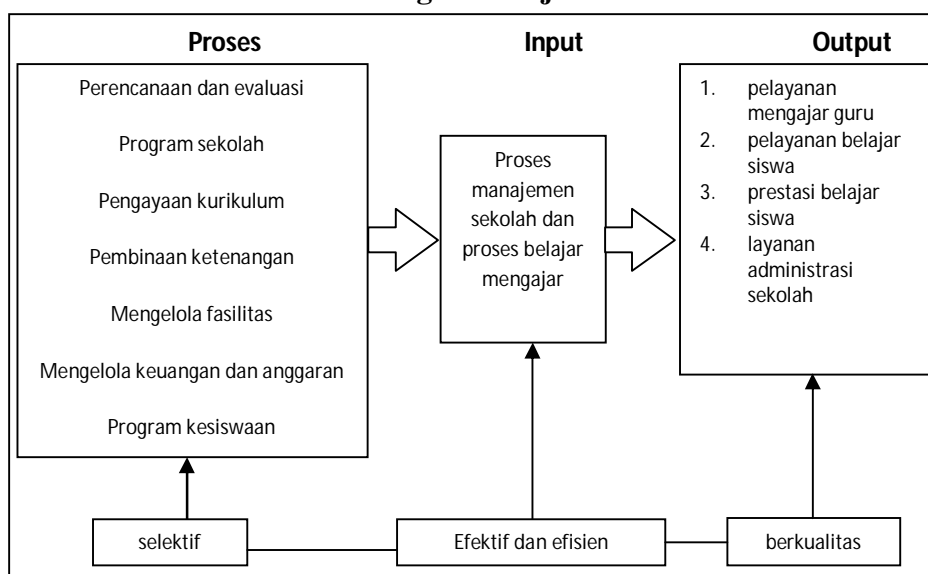 Proses
Input
Output
Perencanaan dan evaluasi
Program sekolah
Pengayaan kurikulum
Pembinaan ketenangan
Mengelola fasilitas
Mengelola keuangan dan anggaran
Program kesiswaan
Proses
manajemen
sekolah dan
proses belajar
mengajar
1. pelayanan
mengajar guru
2. pelayanan belajar
siswa
3. prestasi belajar
siswa
4. layanan
administrasi
sekolah
selektif
Efektif dan efisien
berkualitas